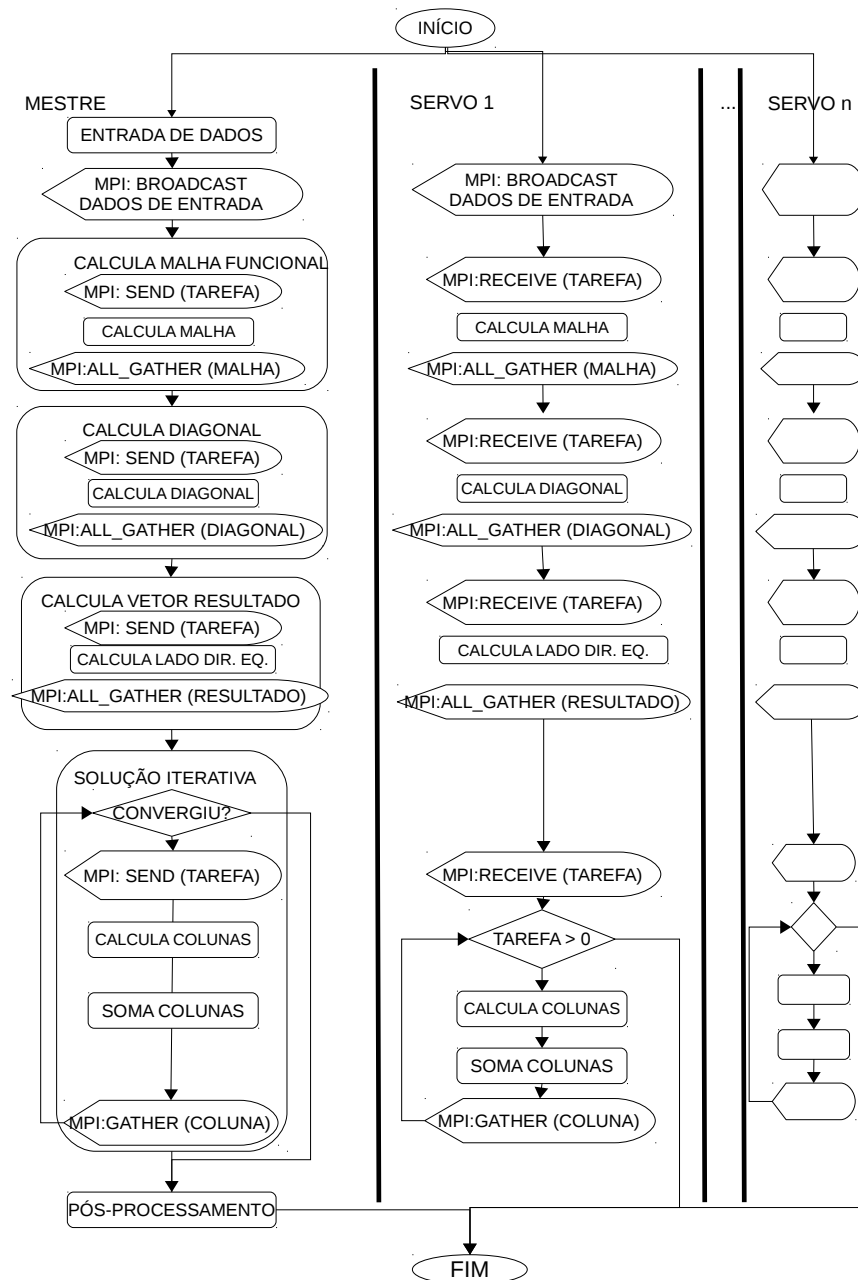 INÍCIO
MESTRE
ENTRADA DE DADOS
MPI: BROADCAST
DADOS DE ENTRADA
CALCULA MALHA FUNCIONAL
MPI: SEND (TAREFA)
CALCULA MALHA
MPI:ALL_GATHER (MALHA)
CALCULA DIAGONAL
MPI: SEND (TAREFA)
CALCULA DIAGONAL
MPI:ALL_GATHER (DIAGONAL)
CALCULA VETOR RESULTADO
MPI: SEND (TAREFA)
CALCULA LADO DIR. EQ.
MPI:ALL_GATHER (RESULTADO)
SOLUÇÃO ITERATIVA
CONVERGIU?
MPI: SEND (TAREFA)
CALCULA COLUNAS
SOMA COLUNAS
MPI:GATHER (COLUNA)
PÓS-PROCESSAMENTO
SERVO 1
MPI: BROADCAST
DADOS DE ENTRADA
MPI:RECEIVE (TAREFA)
CALCULA MALHA
MPI:ALL_GATHER (MALHA)
MPI:RECEIVE (TAREFA)
CALCULA DIAGONAL
MPI:ALL_GATHER (DIAGONAL)
MPI:RECEIVE (TAREFA)
CALCULA LADO DIR. EQ.
MPI:ALL_GATHER (RESULTADO)
MPI:RECEIVE (TAREFA)
TAREFA > 0
CALCULA COLUNAS
SOMA COLUNAS
MPI:GATHER (COLUNA)
...
SERVO n
FIM